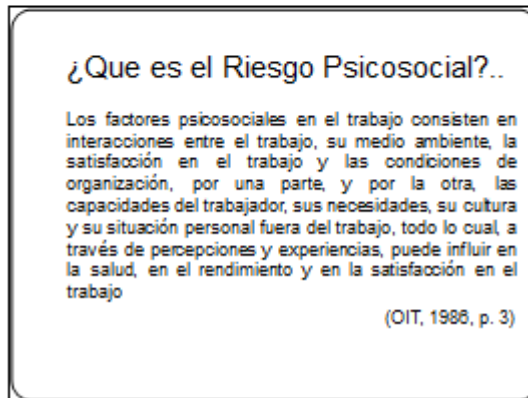 ¿Que es el Riesgo Psicosocial?..
Los factores psicosociales en el trabajo consisten en
interacciones entre el trabajo, su medio ambiente, la
satisfacción en el trabajo y las condiciones de
organización, por una parte, y por la otra, las
capacidades del trabajador, sus necesidades, su cultura
y su situación personal fuera del trabajo, todo lo cual, a
través de percepciones y experiencias, puede influir en
la salud, en el rendimiento y en la satisfacción en el
trabajo
(OIT, 1986, p. 3)